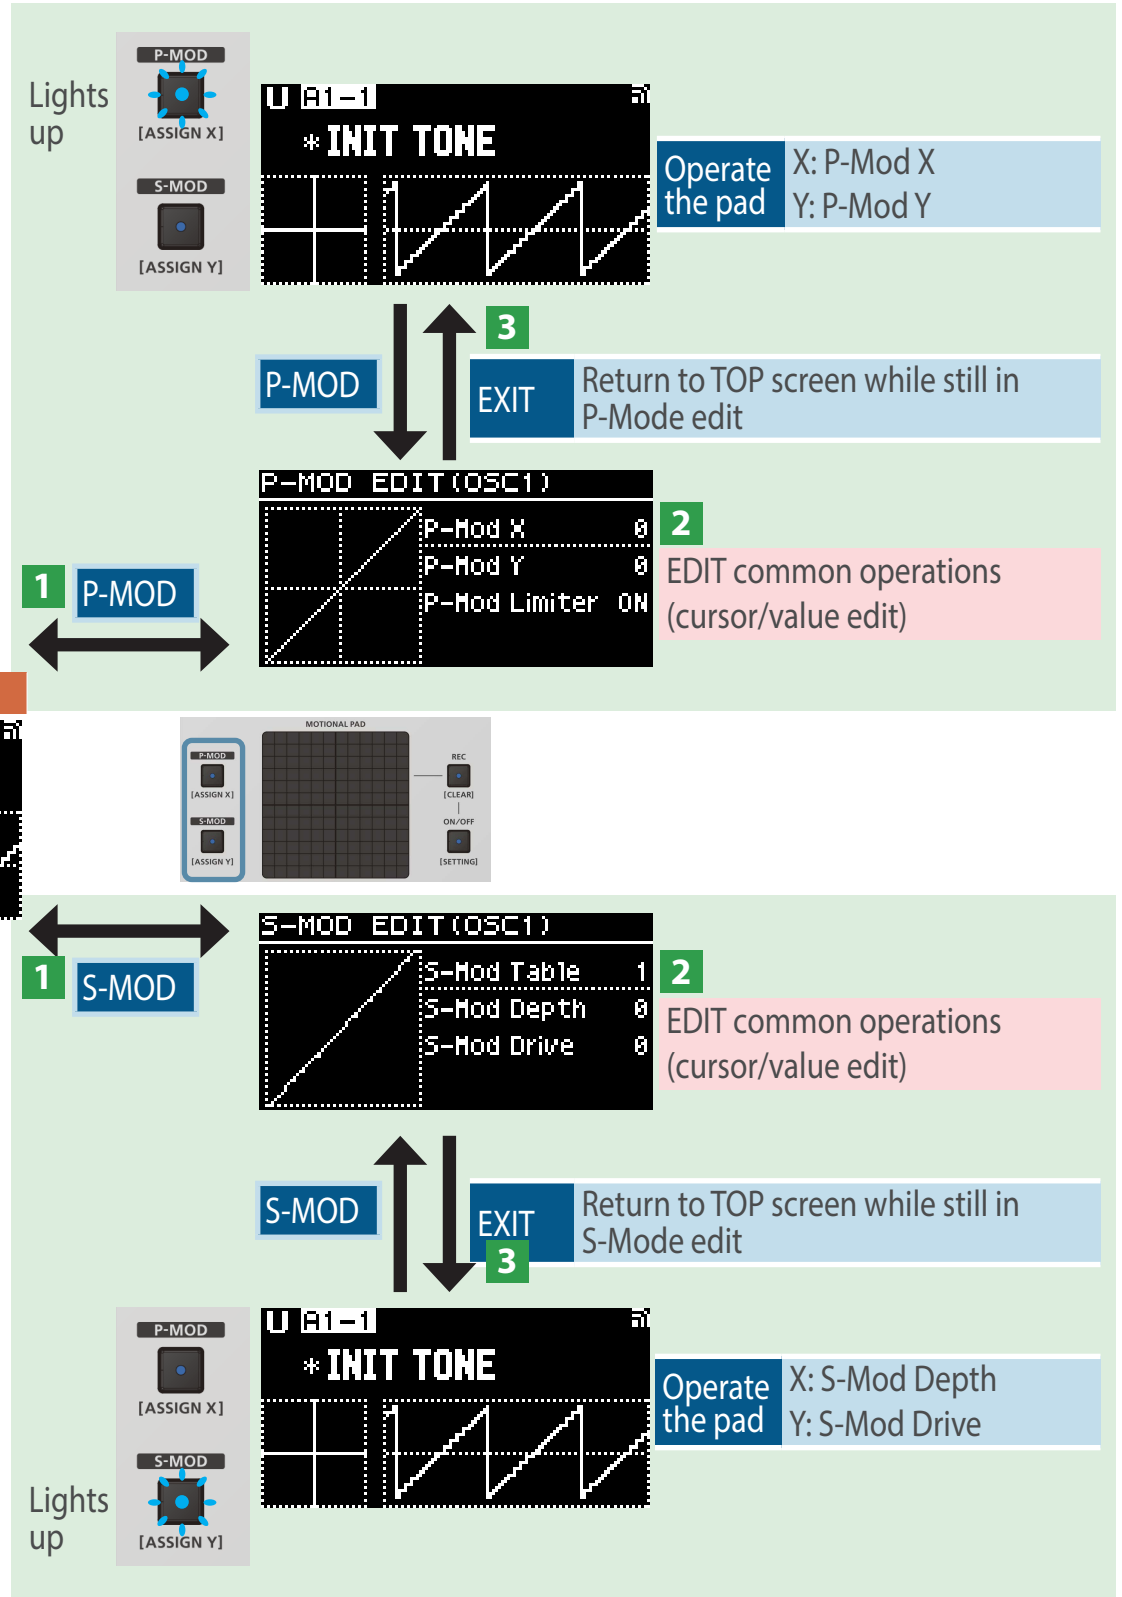 P-MOD
Lights
up
[ASSIGN X]
S-MOD
[ASSIGN Y]
U A1-1
*INIT TONE
Operate
the pad
X: P-Mod X
Y: P-Mod Y
3
P-MOD
EXIT
Return to TOP screen while still in
P-Mode edit
P-MOD EDIT(OSC1)
P-Mod X 0
P-Mod Y 0
P-Mod Limiter ON
2
EDIT common operations
(cursor/value edit)
1
P-MOD
MOTIONAL PAD
P-MOD
[ASSIGN X]
S-MOD
[ASSIGN Y]
REC
[CLEAR]
ON/OFF
[SETTING]
1
S-MOD
S-MOD EDIT(OSC1)
S-Mod Table 1
S-Mod Depth 0
S-Mod Drive 0
2
EDIT common operations
(cursor/value edit)
S-MOD
EXIT
3
Return to TOP screen while still in
S-Mode edit
P-MOD
[ASSIGN X]
S-MOD
Lights
up
[ASSIGN Y]
U A1-1
*INIT TONE
Operate
the pad
X: S-Mod Depth
Y: S-Mod Drive